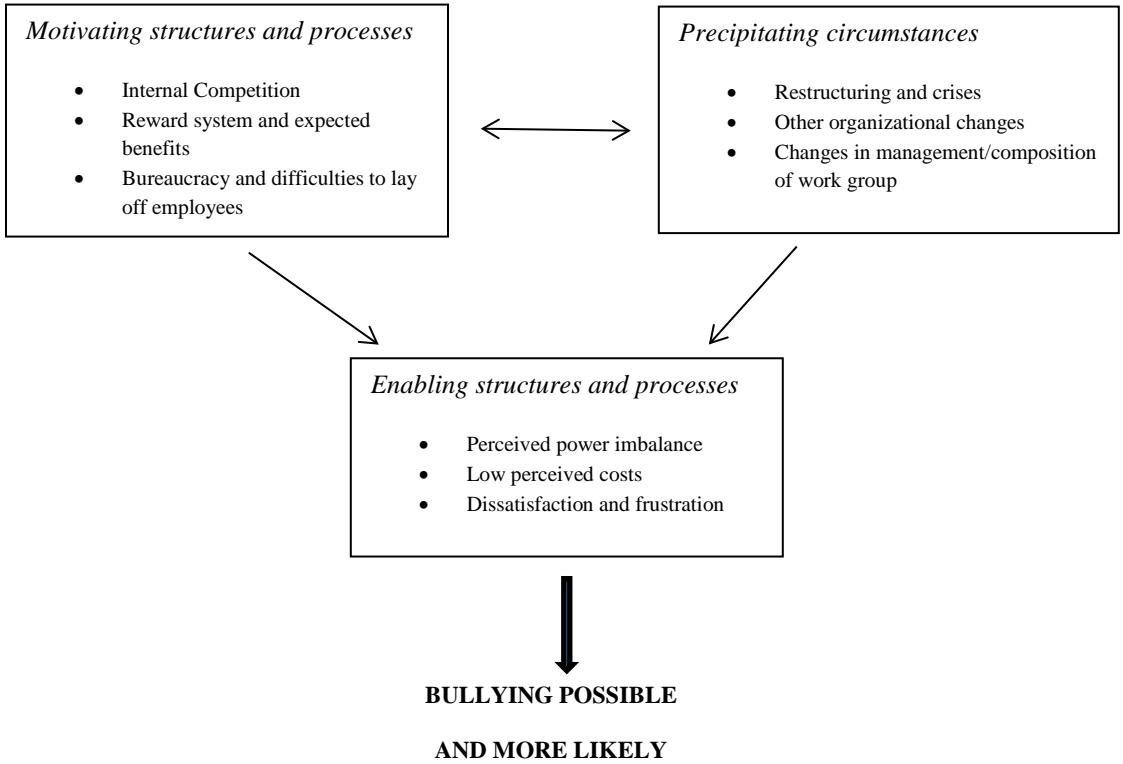 Motivating structures and processes
• Internal Competition
• Reward system and expected
benefits
• Bureaucracy and difficulties to lay
off employees
Precipitating circumstances
• Restructuring and crises
• Other organizational changes
• Changes in management/composition
of work group
Enabling structures and processes
• Perceived power imbalance
• Low perceived costs
• Dissatisfaction and frustration
BULLYING POSSIBLE
AND MORE LIKELY